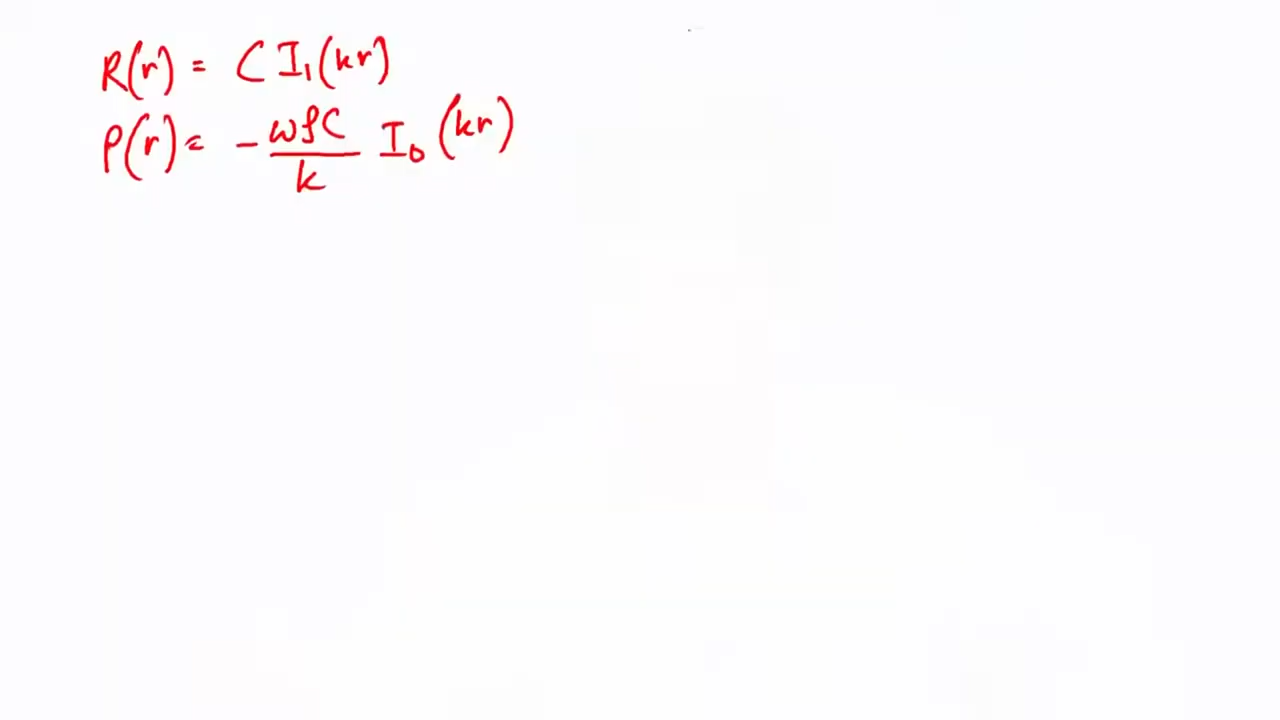 R(r) = C I₁(kr)
P(r) = - ωρC/k I₀(kr)